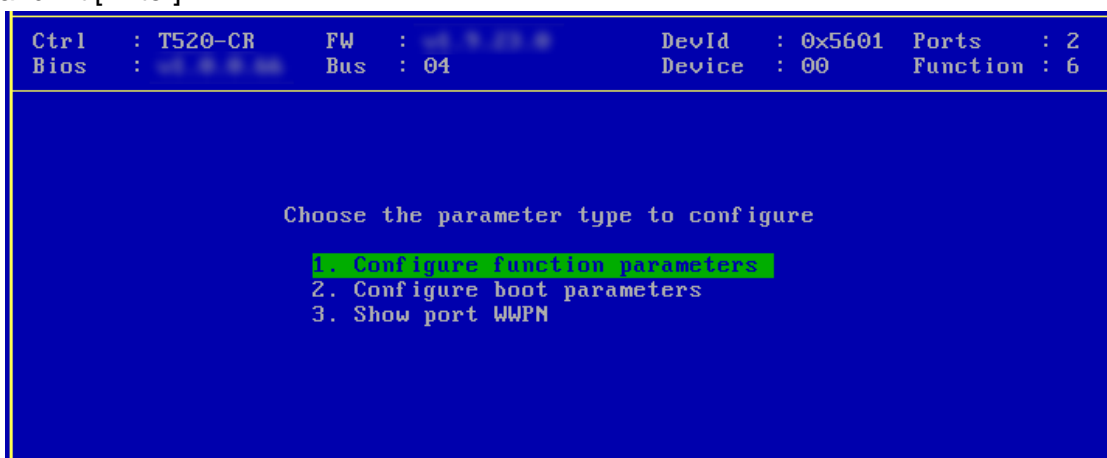 Ctrl : T520-CR FW : DevId : 0x5601 Ports : 2
Bios : Bus : 04 Device : 00 Function : 6
Choose the parameter type to configure
1. Configure function parameters
2. Configure boot parameters
3. Show port WWPN